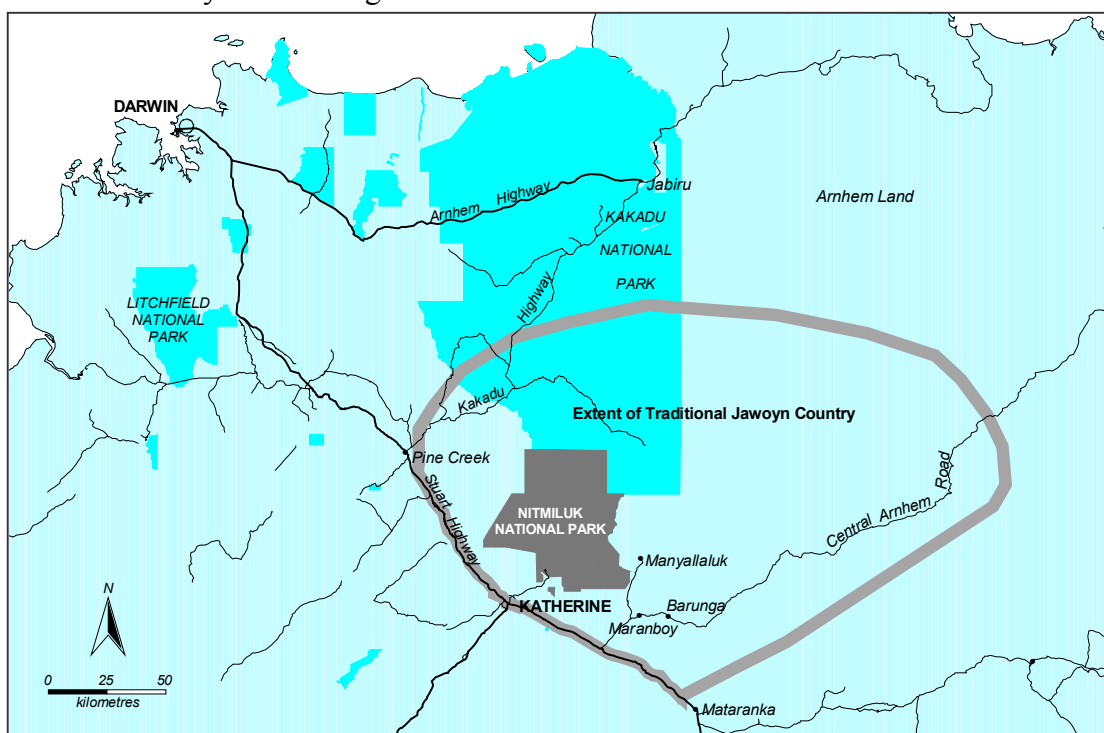 DARWIN
Arnhem Highway
Jabiru
Arnhem Land
KAKADU
NATIONAL
PARK
Highway
LITCHFIELD
NATIONAL
PARK
Kakadu
Extent of Traditional Jawoyn Country
Pine Creek
Stuart Highway
NITMILUK
NATIONAL PARK
Central Arnhem Road
Manyallaluk
KATHERINE
Barunga
Maranboy
N
0 25 50
kilometres
Mataranka